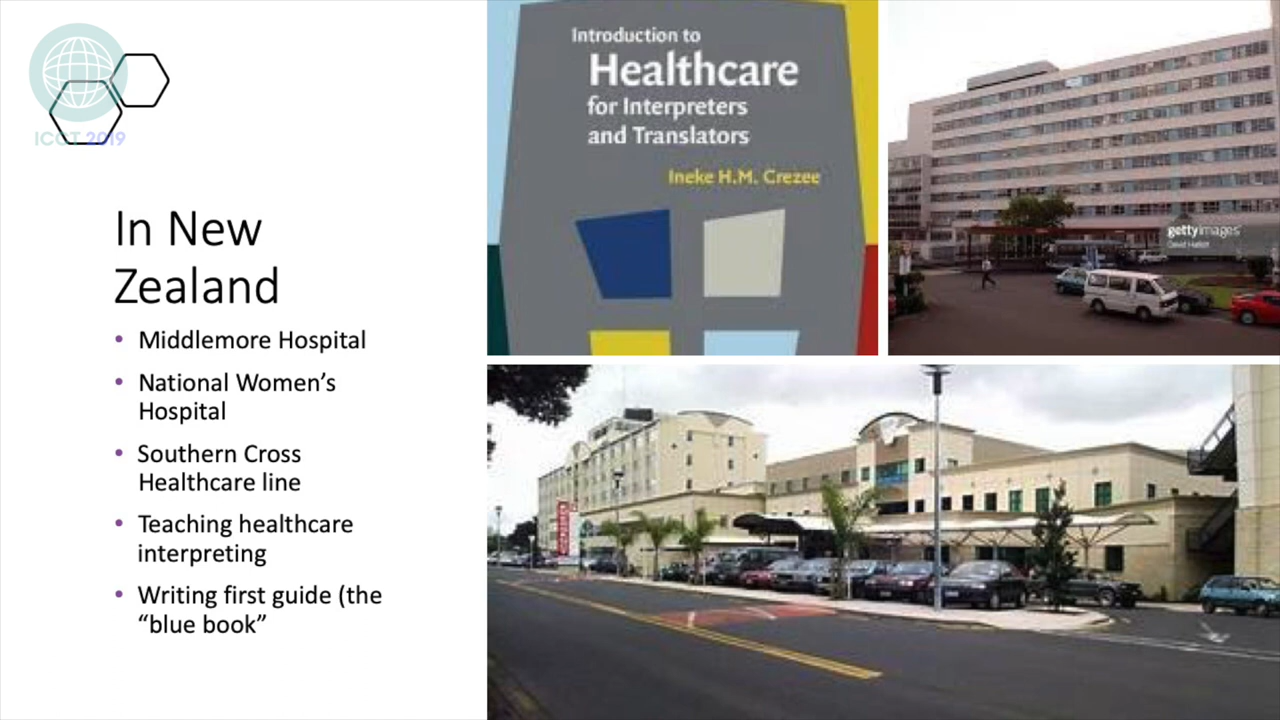 ICCT 2019
In New
Zealand
• Middlemore Hospital
• National Women’s
Hospital
• Southern Cross
Healthcare line
• Teaching healthcare
interpreting
• Writing first guide (the
“blue book”
Introduction to
Healthcare
for Interpreters
and Translators
Ineke H.M. Crezee
gettyimages